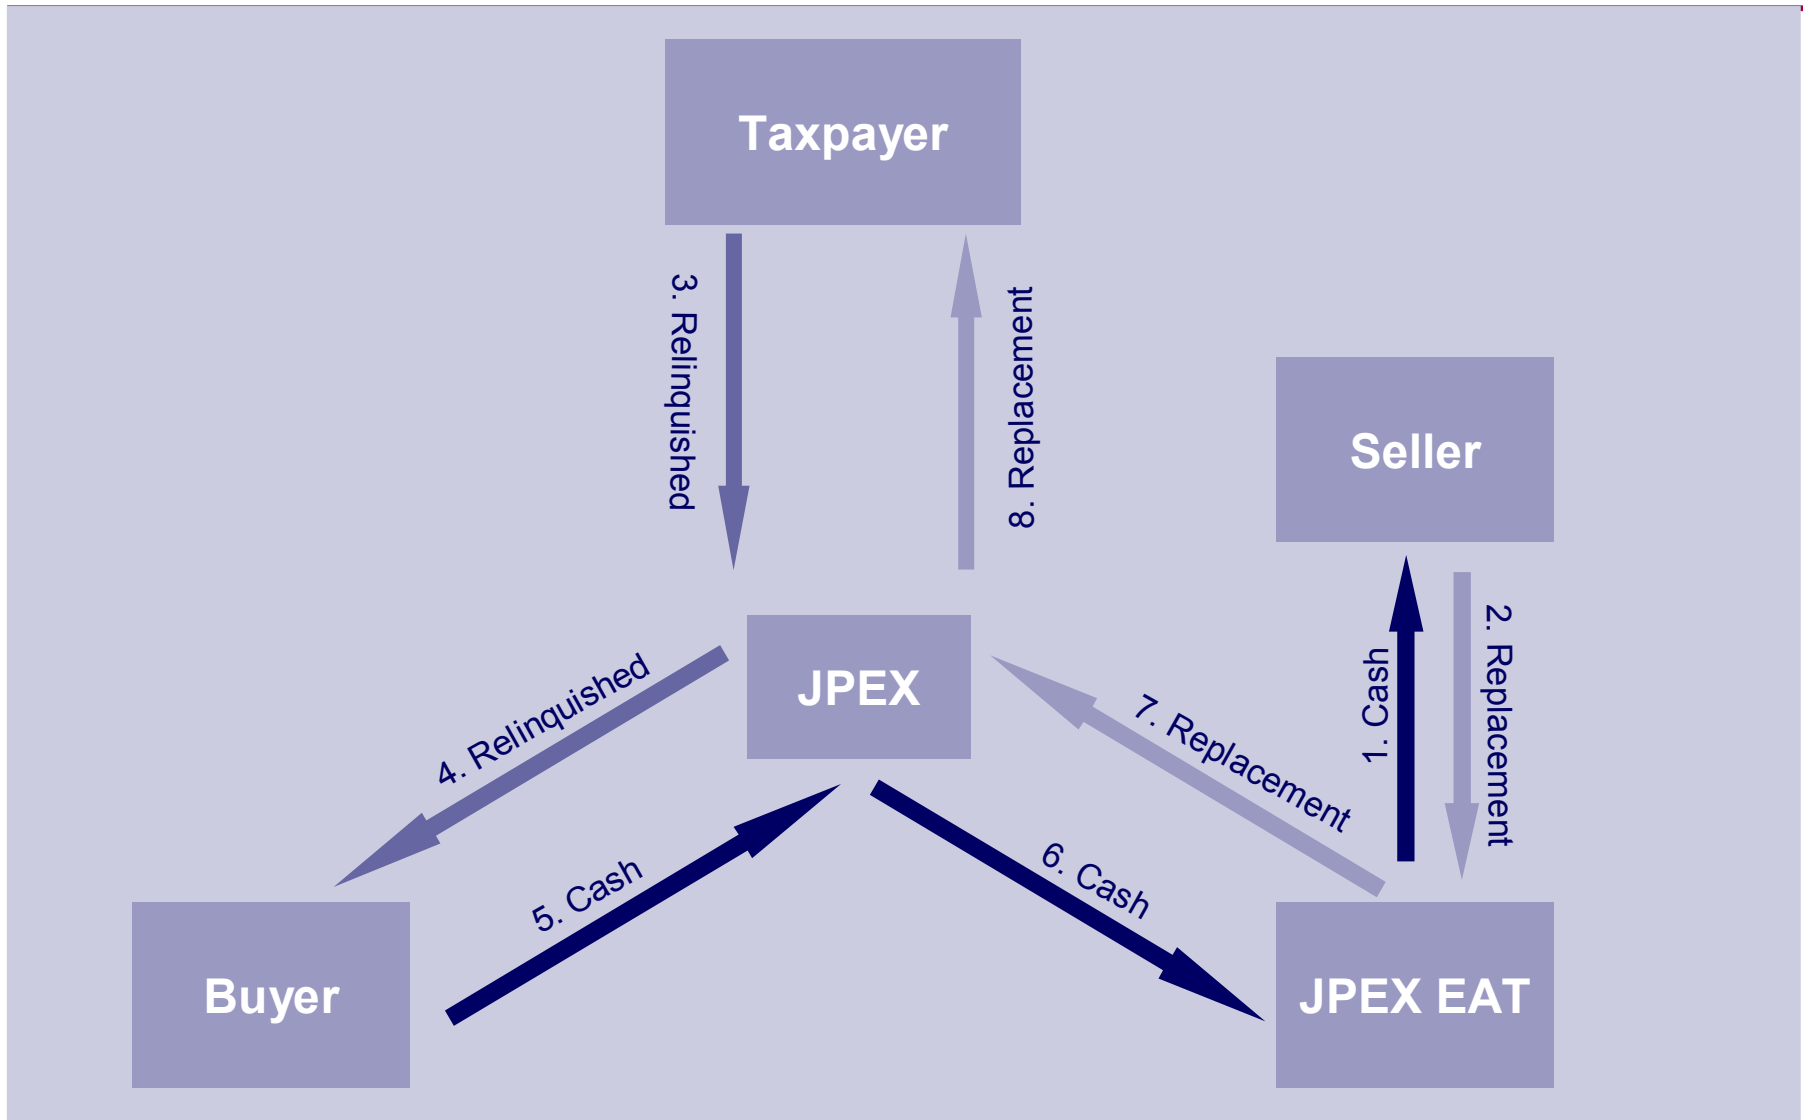 Taxpayer
3. Relinquished
8. Replacement
Seller
JPEX
4. Relinquished
7. Replacement
1. Cash
2. Replacement
5. Cash
6. Cash
Buyer
JPEX EAT